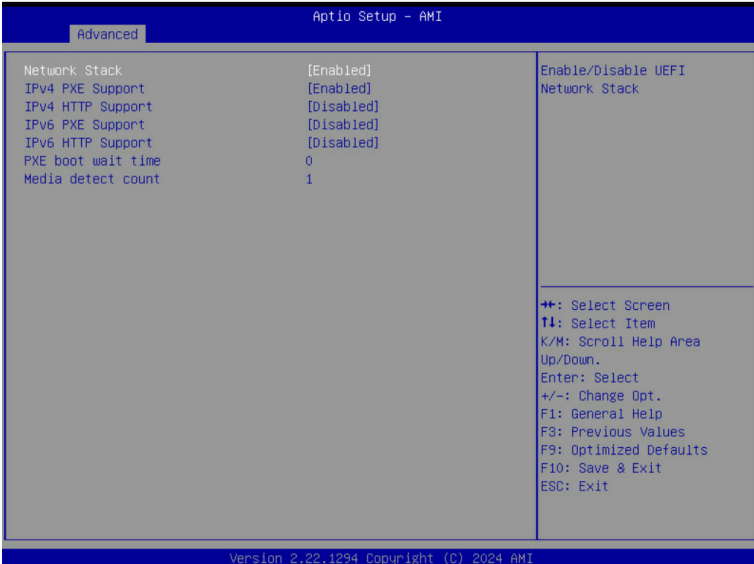 Aptio Setup – AMI
Advanced
Network Stack [Enabled]
IPv4 PXE Support [Enabled]
IPv4 HTTP Support [Disabled]
IPv6 PXE Support [Disabled]
IPv6 HTTP Support [Disabled]
PXE boot wait time 0
Media detect count 1
Enable/Disable UEFI
Network Stack
→←: Select Screen
↑↓: Select Item
K/M: Scroll Help Area
Up/Down.
Enter: Select
+/-: Change Opt.
F1: General Help
F3: Previous Values
F9: Optimized Defaults
F10: Save & Exit
ESC: Exit
Version 2.22.1294 Copyright (C) 2024 AMI